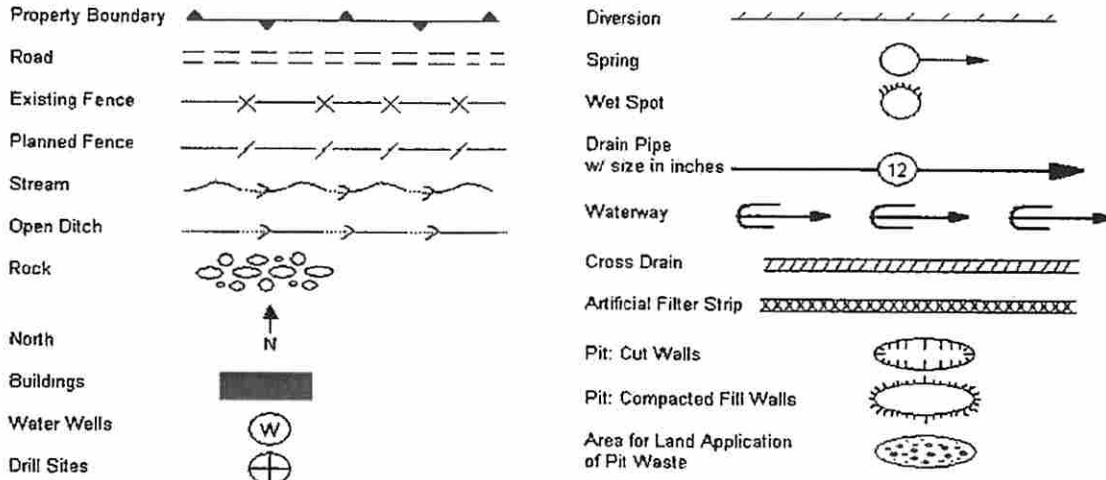 Property Boundary
Road
Existing Fence
Planned Fence
Stream
Open Ditch
Rock
North
N
Buildings
Water Wells
W
Drill Sites
Diversion
Spring
Wet Spot
Drain Pipe
w/ size in inches
12
Waterway
Cross Drain
Artificial Filter Strip
Pit: Cut Walls
Pit: Compacted Fill Walls
Area for Land Application
of Pit Waste